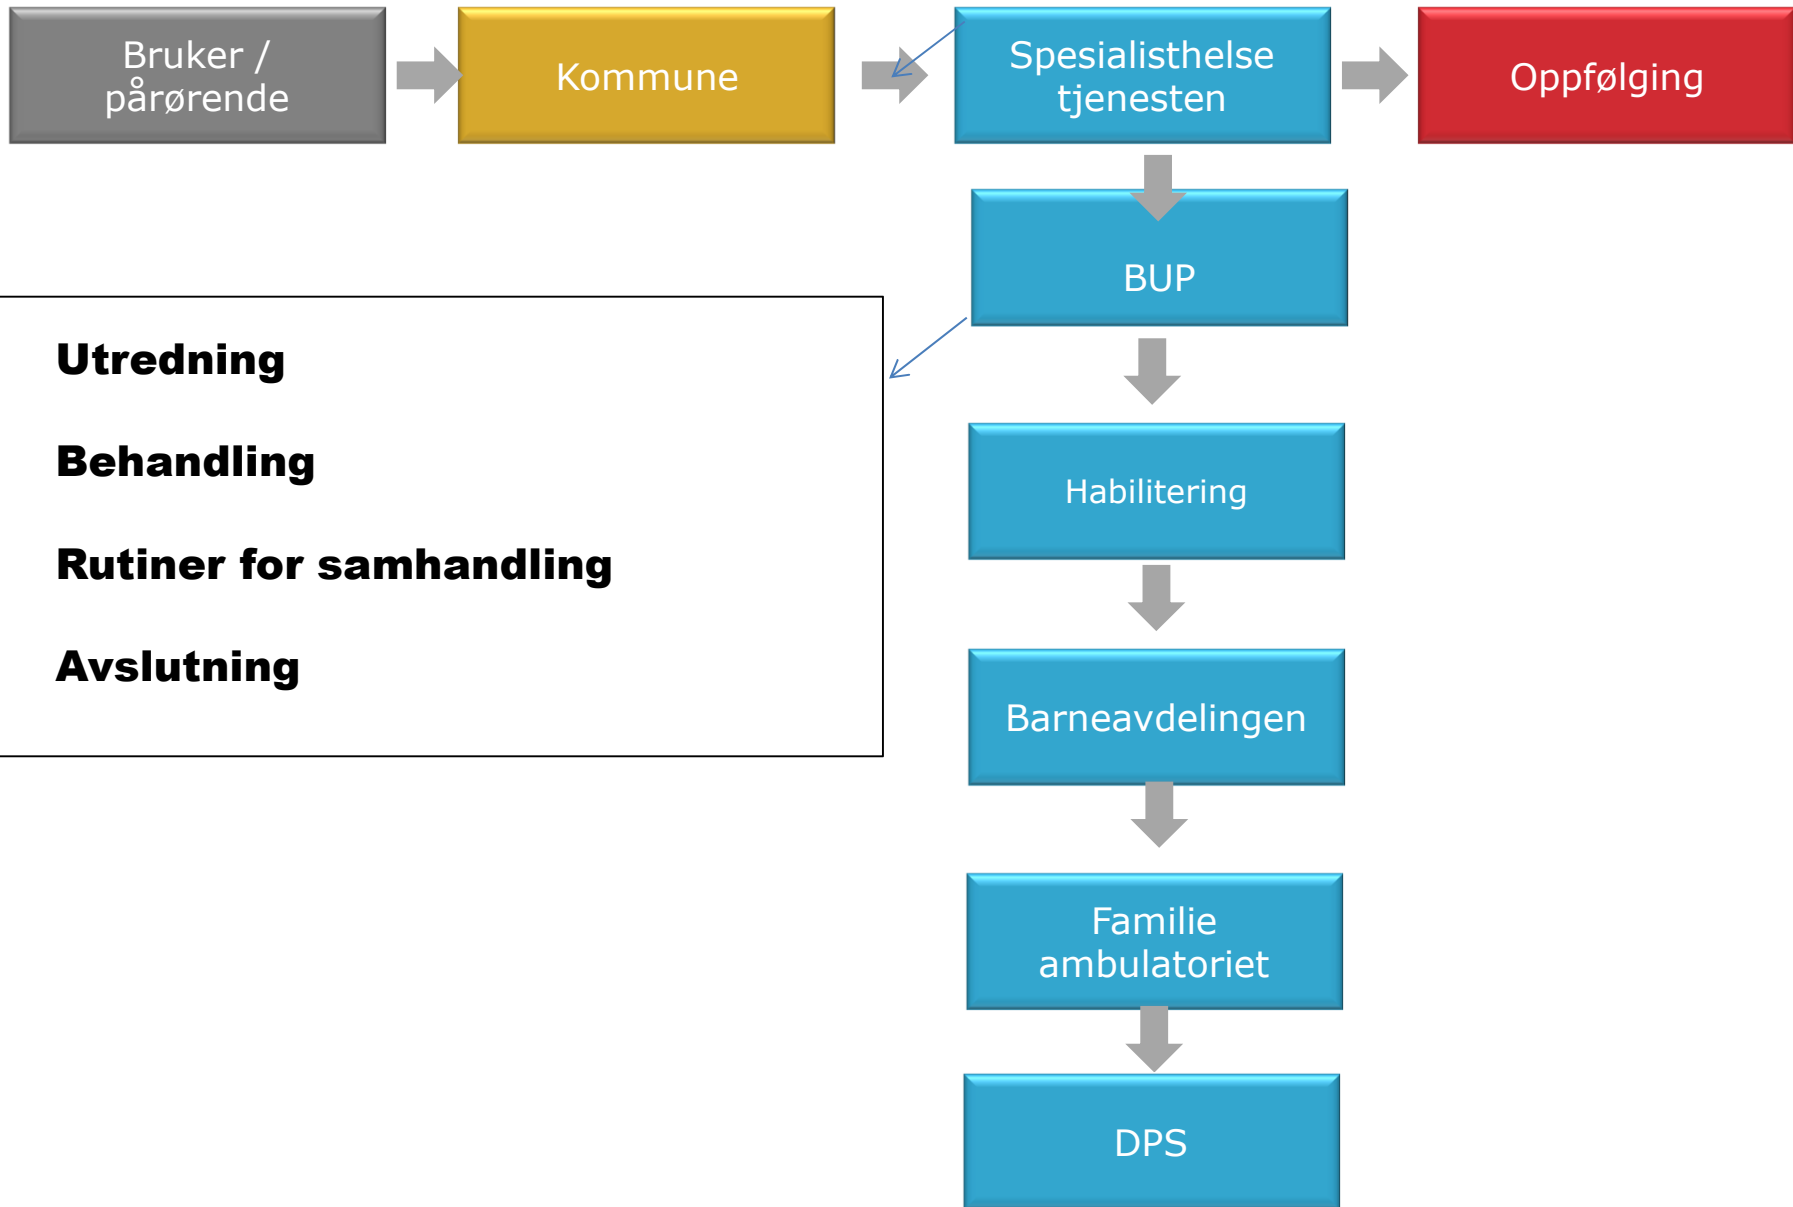 Bruker /
pårørende
Kommune
Spesialisthelse
tjenesten
Oppfølging
BUP
Utredning
Behandling
Rutiner for samhandling
Avslutning
Habilitering
Barneavdelingen
Familie
ambulatoriet
DPS